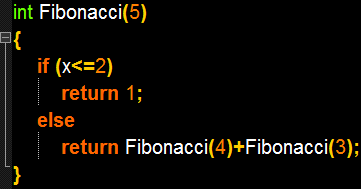 int Fibonacci(5)
{
if (x<=2)
return 1;
else
return Fibonacci(4)+Fibonacci(3);
}